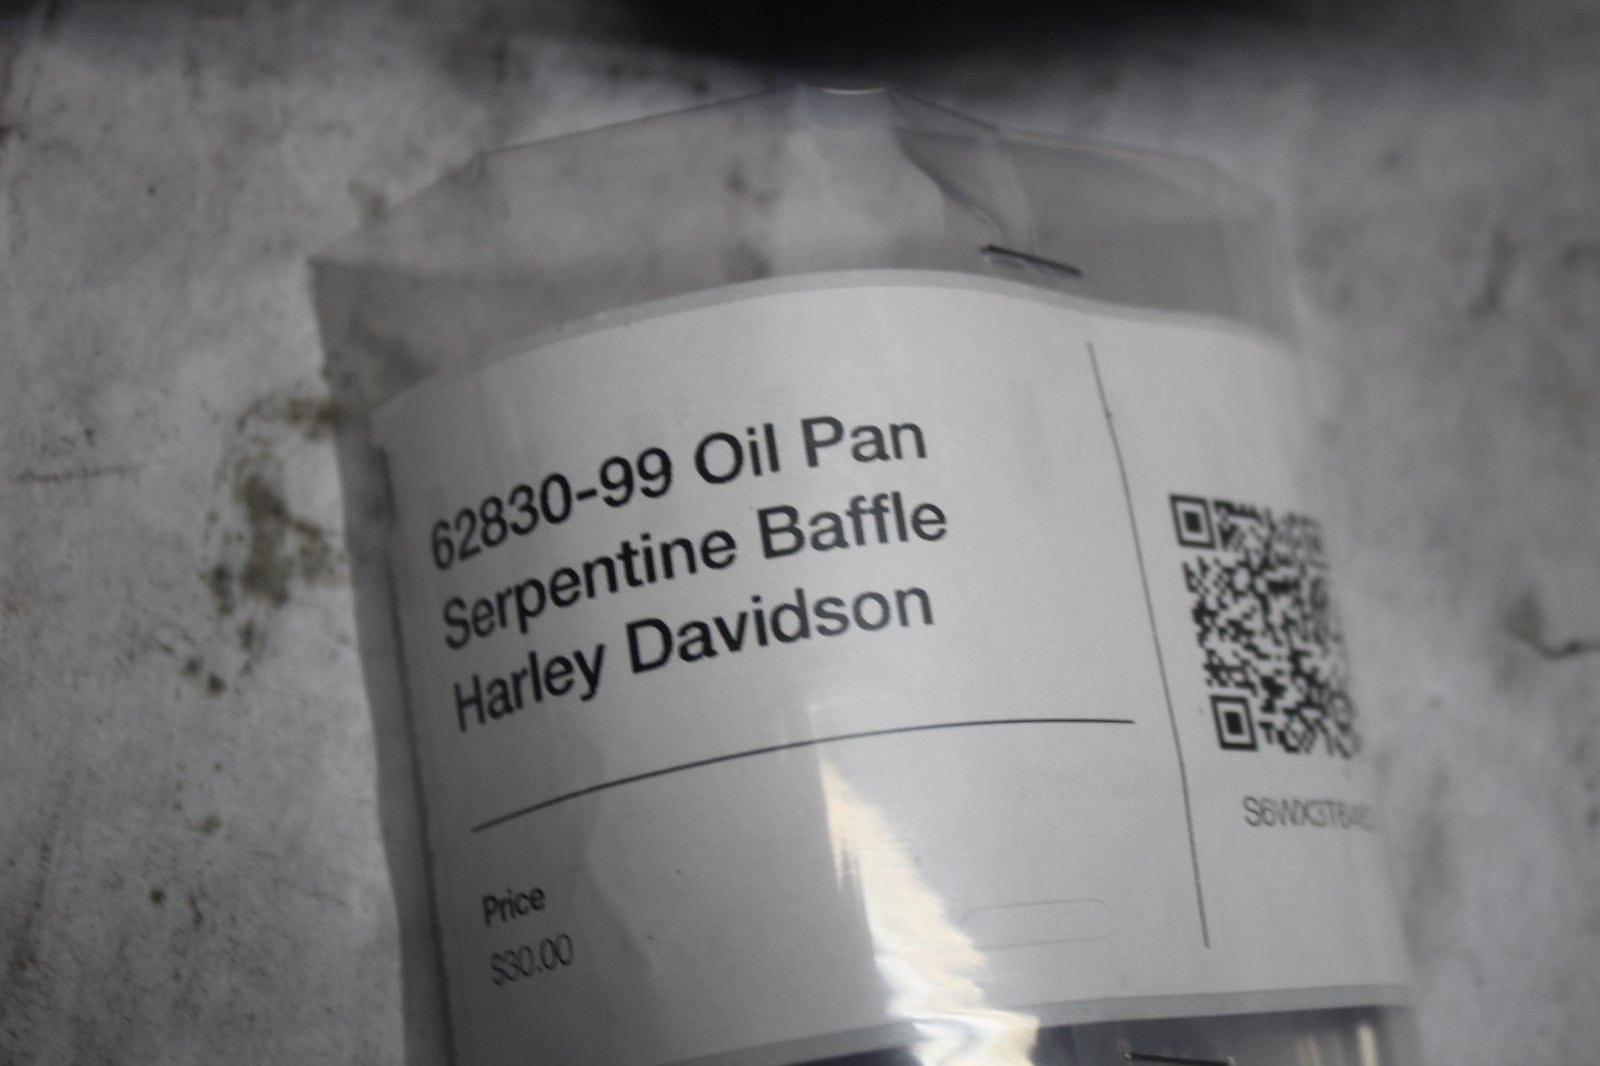 62830-99 Oil Pan
Serpentine Baffle
Harley Davidson
Price
$30.00